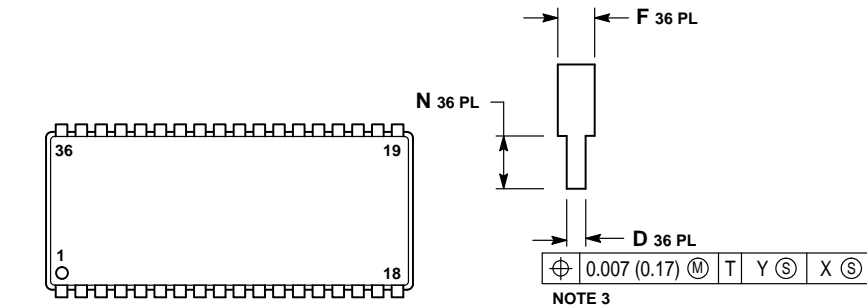 F 36 PL
N 36 PL
36 19
1
18
D 36 PL
⌖ 0.007 (0.17) Ⓜ T Y Ⓢ X Ⓢ
NOTE 3